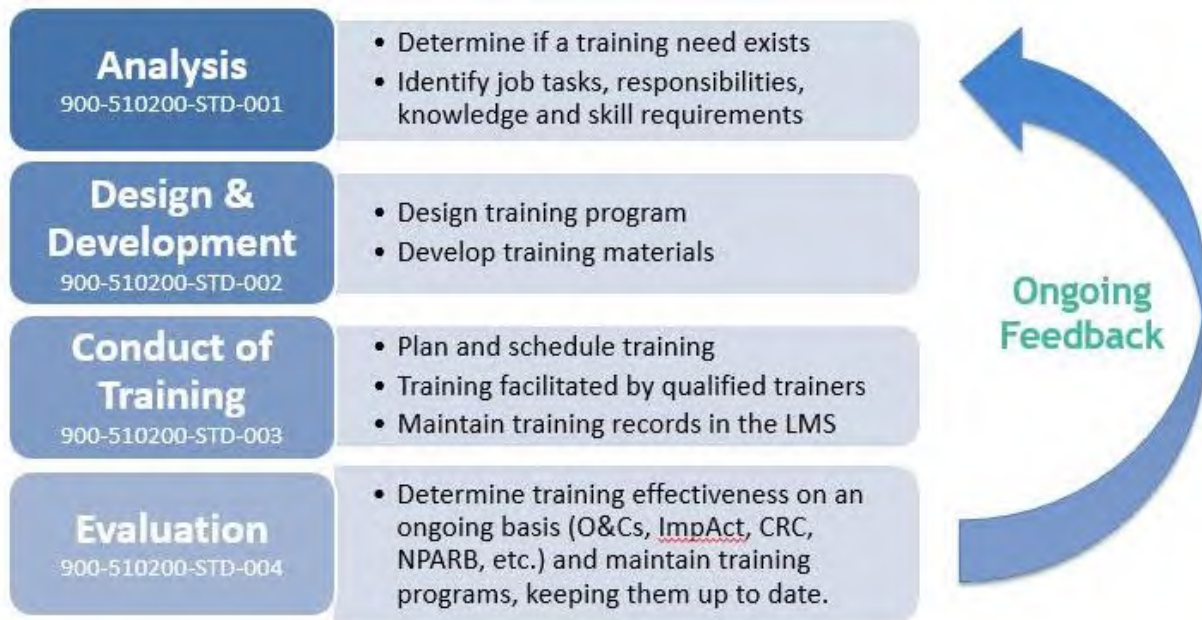 Analysis
900-510200-STD-001
• Determine if a training need exists
• Identify job tasks, responsibilities,
knowledge and skill requirements
Design &
Development
900-510200-STD-002
• Design training program
• Develop training materials
Conduct of
Training
900-510200-STD-003
• Plan and schedule training
• Training facilitated by qualified trainers
• Maintain training records in the LMS
Evaluation
900-510200-STD-004
• Determine training effectiveness on an
ongoing basis (O&Cs, ImpAct, CRC,
NPARB, etc.) and maintain training
programs, keeping them up to date.
Ongoing
Feedback